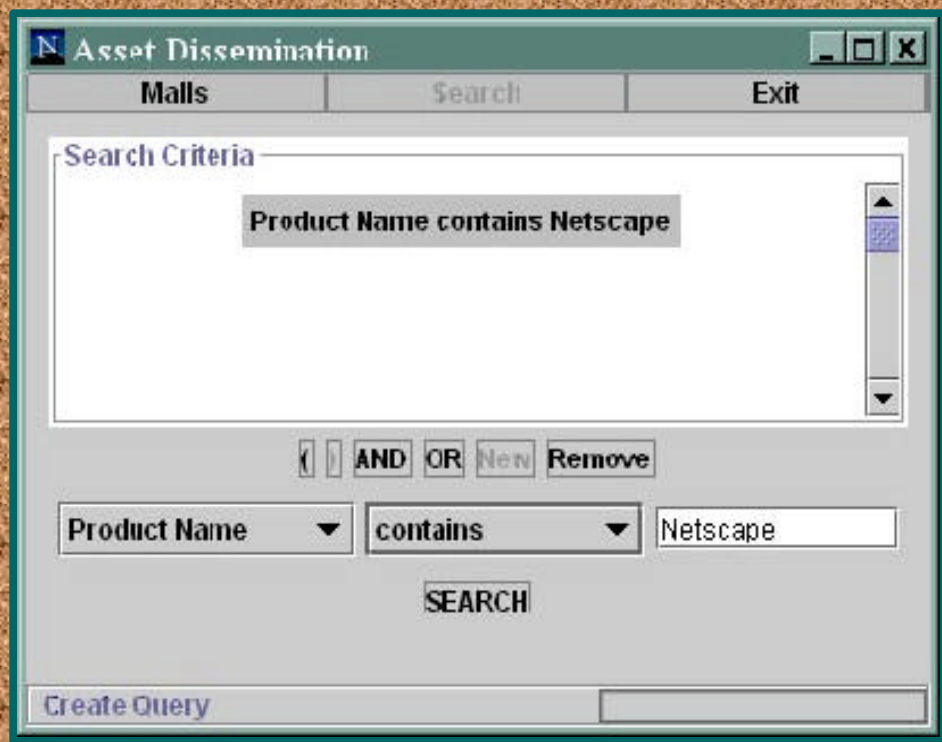 N Asset Dissemination
Malls Search Exit
Search Criteria
Product Name contains Netscape
( ) AND OR New Remove
Product Name contains Netscape
SEARCH
Create Query